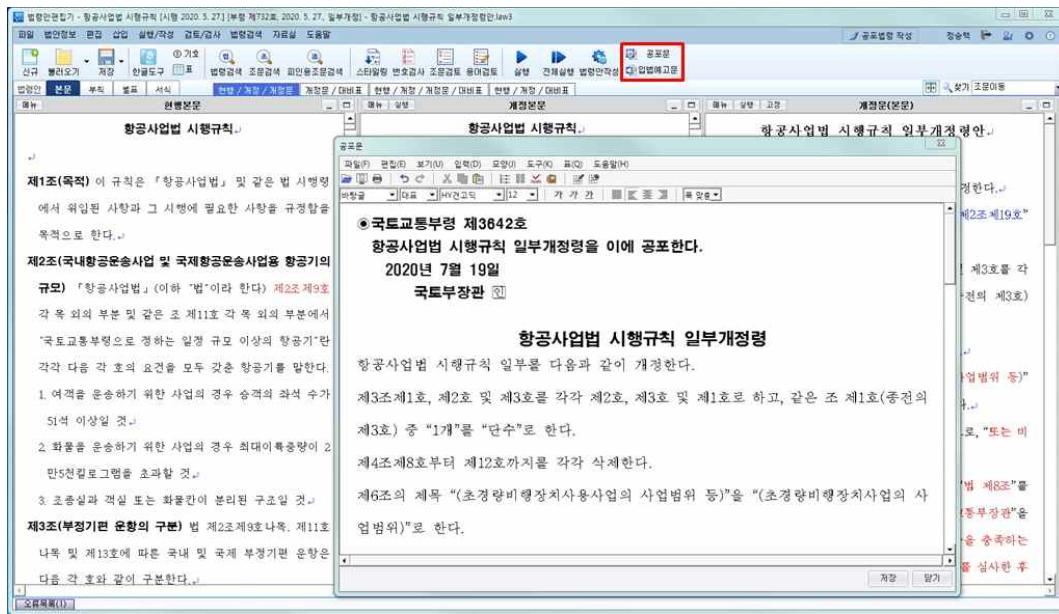 법령안편집기 - 항공사업법 시행규칙 [시행 2020. 5. 27.] [부령 제732호, 2020. 5. 27., 일부개정] - 항공사업법 시행규칙 일부개정령안.law3
파일 법안정보 편집 삽입 실행/작성 검토/검사 법령검색 자료실 도움말
공포법령 작성 정승택
신규 불러오기 저장 한글도구 ①기호 표 법령검색 조문검색 피인용조문검색 스타일링 번호검사 조문검토 용어검토 실행 전체실행 법령안작성 공포문
입법예고문
법령안 본문 부칙 별표 서식 현행 / 개정 / 개정문 개정문 / 대비표 현행 / 개정 / 대비표 현행 / 개정 / 개정문 / 대비표 찾기 조문이동
메뉴 현행본문
메뉴 실행 개정본문
메뉴 실행 고정 개정문(본문)
항공사업법 시행규칙
제1조(목적) 이 규칙은 「항공사업법」 및 같은 법 시행령
에서 위임된 사항과 그 시행에 필요한 사항을 규정함을
목적으로 한다.
제2조(국내항공운송사업 및 국제항공운송사업용 항공기의
규모) 「항공사업법」(이하 "법"이라 한다) 제2조제9호
각 목 외의 부분 및 같은 조 제11호 각 목 외의 부분에서
"국토교통부령으로 정하는 일정 규모 이상의 항공기"란
각각 다음 각 호의 요건을 모두 갖춘 항공기를 말한다.
1. 여객을 운송하기 위한 사업의 경우 승객의 좌석 수가
51석 이상일 것
2. 화물을 운송하기 위한 사업의 경우 최대이륙중량이 2
만5천킬로그램을 초과할 것
3. 조종실과 객실 또는 화물칸이 분리된 구조일 것
제3조(부정기편 운항의 구분) 법 제2조제9호나목, 제11호
나목 및 제13호에 따른 국내 및 국제 부정기편 운항은
다음 각 호와 같이 구분한다.
항공사업법 시행규칙
항공사업법 시행규칙 일부개정령안
공포문
파일(F) 편집(E) 보기(U) 입력(D) 모양(I) 도구(K) 표(Q) 도움말(H)
바탕글 대표 HY견고딕 12 가 가 간 폭 맞춤
◉국토교통부령 제3642호
항공사업법 시행규칙 일부개정령을 이에 공포한다.
2020년 7월 19일
국토부장관 인
항공사업법 시행규칙 일부개정령
항공사업법 시행규칙 일부를 다음과 같이 개정한다.
제3조제1호, 제2호 및 제3호를 각각 제2호, 제3호 및 제1호로 하고, 같은 조 제1호(종전의
제3호) 중 "1개"를 "단수"로 한다.
제4조제8호부터 제12호까지를 각각 삭제한다.
제6조의 제목 "(초경량비행장치사용사업의 사업범위 등)"을 "(초경량비행장치사업의 사
업범위)"로 한다.
저장 닫기
정한다.
제2조제19호"
제3호를 각
전의 제3호)
업범위 등)"
로, "또는 비
"법 제8조"를
통부장관"을
을 충족하는
를 심사한 후
오류목록(1)